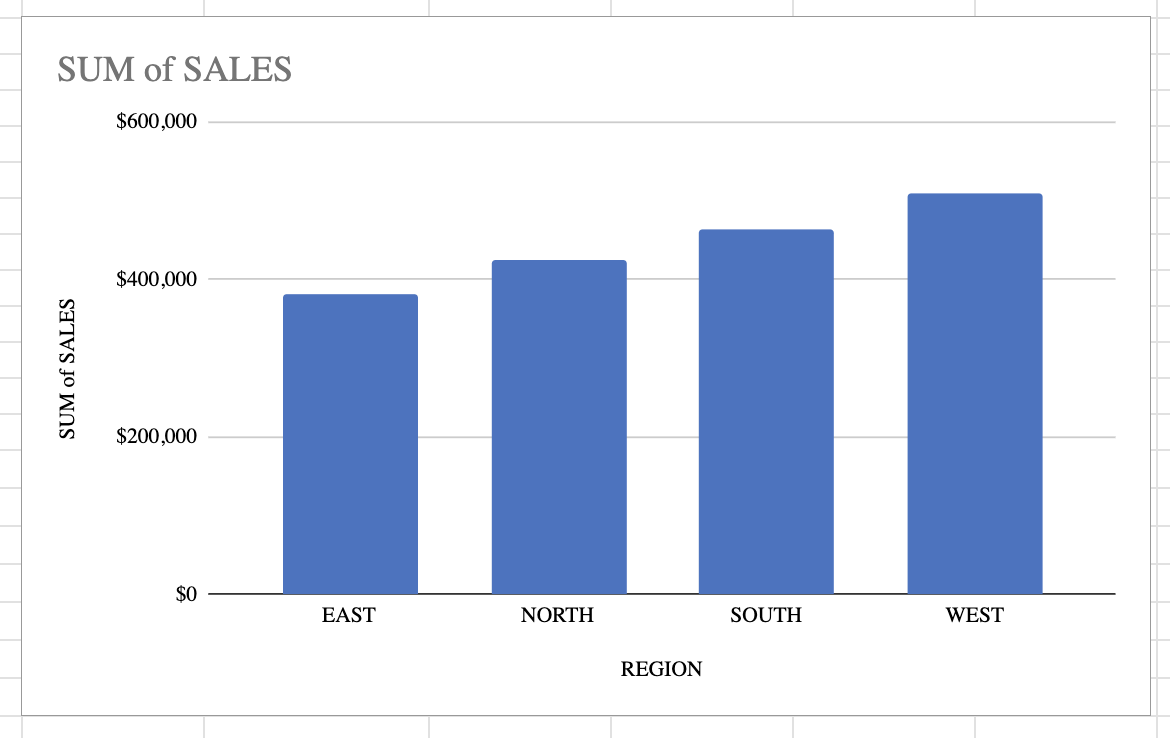 SUM of SALES
$600,000
$400,000
$200,000
$0
SUM of SALES
EAST NORTH SOUTH WEST
REGION